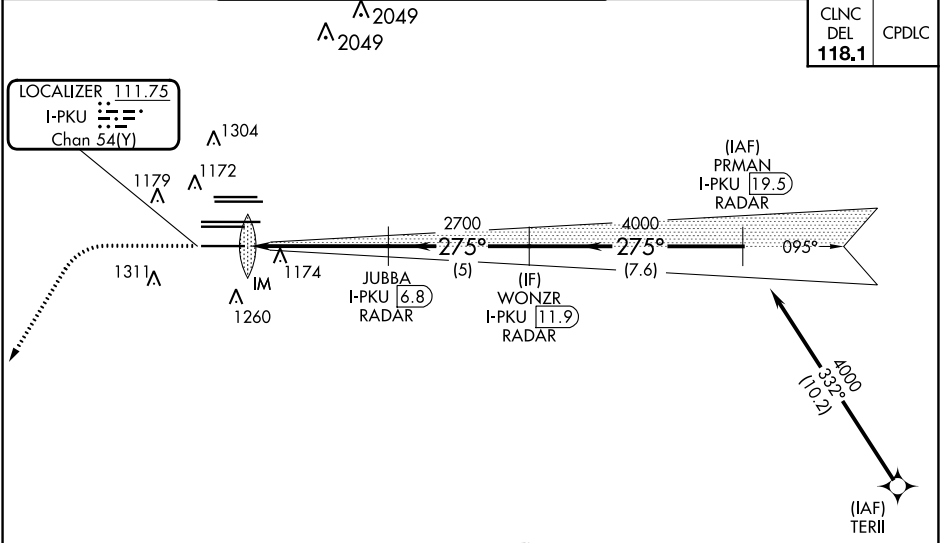 2049
2049
CLNC
DEL
118.1
CPDLC
LOCALIZER 111.75
I-PKU
Chan 54(Y)
1304
1172
1179
1311
IM
1260
1174
2700
275°
(5)
4000
275°
(7.6)
095°
JUBBA
I-PKU 6.8
RADAR
(IF)
WONZR
I-PKU 11.9
RADAR
(IAF)
PRMAN
I-PKU 19.5
RADAR
4000
332°
(10.2)
(IAF)
TERII